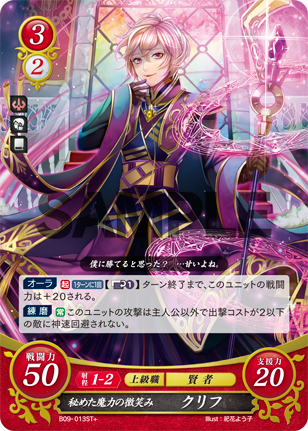 3
2
SAMPLE
僕に勝てると思った？ …甘いよね。
オーラ 起 1ターンに1回 【 1】ターン終了まで、このユニットの戦闘
力は＋20される。
練磨 常 このユニットの攻撃は主人公以外で出撃コストが2以下
の敵に神速回避されない。
戦闘力
50
射程 1-2 上級職 賢者
支援力
20
秘めた魔力の微笑み クリフ
B09-013ST+
illust：紀花よう子